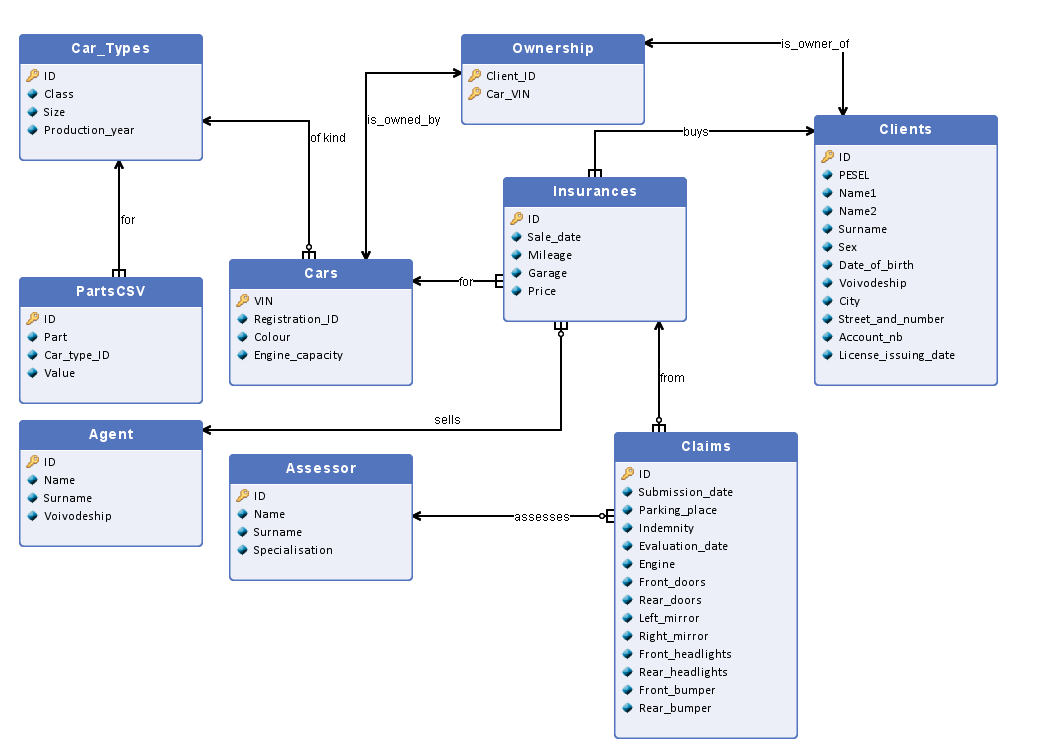 Car_Types
ID
Class
Size
Production_year
Ownership
Client_ID
Car_VIN
is_owner_of
is_owned_by
of kind
buys
Clients
ID
PESEL
Name1
Name2
Surname
Sex
Date_of_birth
Voivodeship
City
Street_and_number
Account_nb
License_issuing_date
Insurances
ID
Sale_date
Mileage
Garage
Price
for
PartsCSV
ID
Part
Car_type_ID
Value
Cars
VIN
Registration_ID
Colour
Engine_capacity
for
from
sells
Agent
ID
Name
Surname
Voivodeship
Assessor
ID
Name
Surname
Specialisation
assesses
Claims
ID
Submission_date
Parking_place
Indemnity
Evaluation_date
Engine
Front_doors
Rear_doors
Left_mirror
Right_mirror
Front_headlights
Rear_headlights
Front_bumper
Rear_bumper